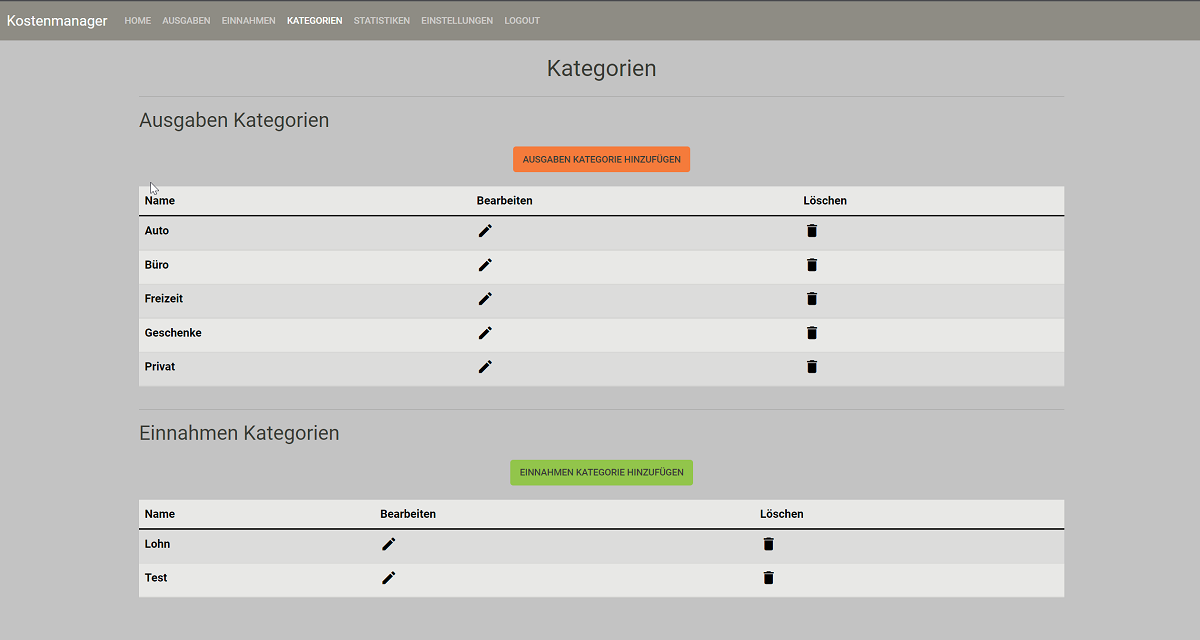 Kostenmanager HOME AUSGABEN EINNAHMEN KATEGORIEN STATISTIKEN EINSTELLUNGEN LOGOUT
Kategorien
Ausgaben Kategorien
AUSGABEN KATEGORIE HINZUFÜGEN
Name Bearbeiten Löschen
Auto
Büro
Freizeit
Geschenke
Privat
Einnahmen Kategorien
EINNAHMEN KATEGORIE HINZUFÜGEN
Name Bearbeiten Löschen
Lohn
Test